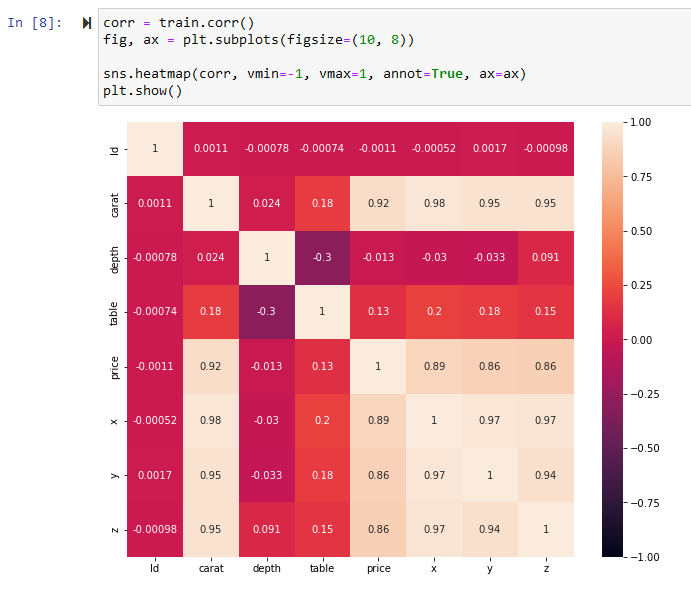 In [8]:
corr = train.corr()
fig, ax = plt.subplots(figsize=(10, 8))
sns.heatmap(corr, vmin=-1, vmax=1, annot=True, ax=ax)
plt.show()
Id 1 0.0011 -0.00078 -0.00074 -0.0011 -0.00052 0.0017 -0.00098
carat 0.0011 1 0.024 0.18 0.92 0.98 0.95 0.95
depth -0.00078 0.024 1 -0.3 -0.013 -0.03 -0.033 0.091
table -0.00074 0.18 -0.3 1 0.13 0.2 0.18 0.15
price -0.0011 0.92 -0.013 0.13 1 0.89 0.86 0.86
x -0.00052 0.98 -0.03 0.2 0.89 1 0.97 0.97
y 0.0017 0.95 -0.033 0.18 0.86 0.97 1 0.94
z -0.00098 0.95 0.091 0.15 0.86 0.97 0.94 1
Id carat depth table price x y z
1.00
0.75
0.50
0.25
0.00
−0.25
−0.50
−0.75
−1.00